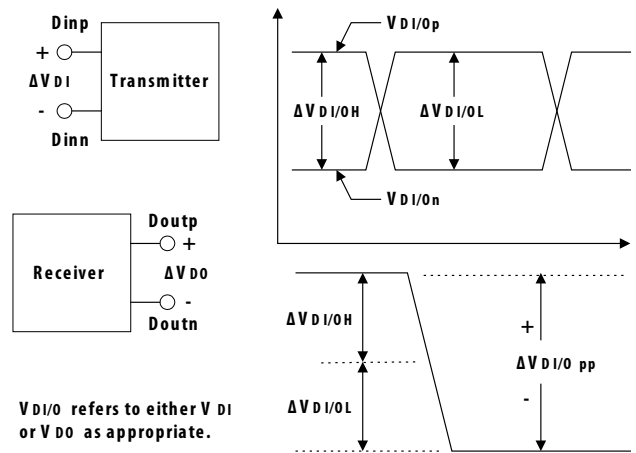 Dinp
+
ΔV DI
-
Dinn
Transmitter
V DI/Op
ΔV DI/OH
ΔV DI/OL
V DI/On
Doutp
+
Receiver
ΔV DO
-
Doutn
ΔV DI/OH
ΔV DI/OL
+
ΔV DI/O pp
-
V DI/O refers to either V DI
or V DO as appropriate.